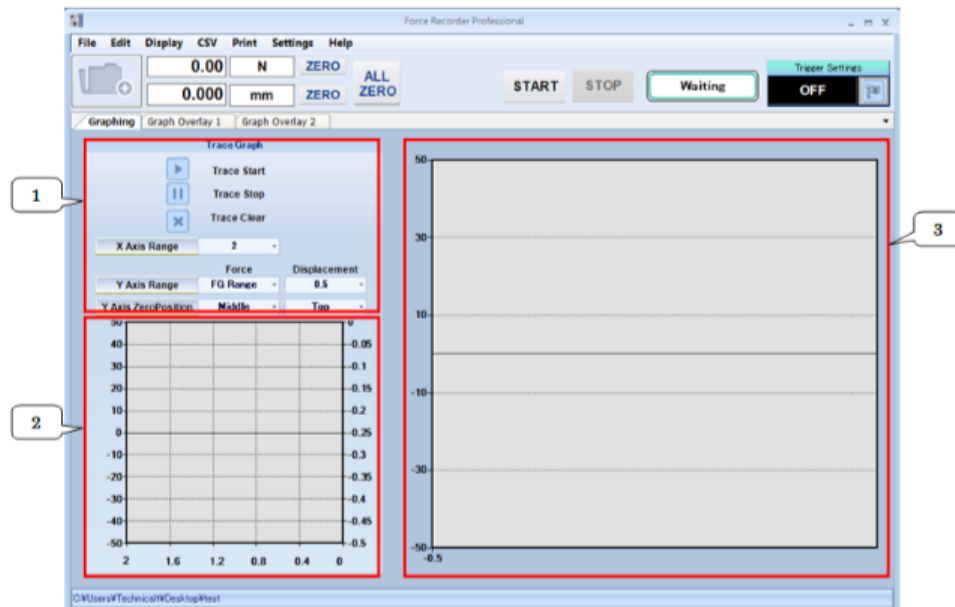 Force Recorder Professional
File Edit Display CSV Print Settings Help
0.00 N ZERO
0.000 mm ZERO
ALL ZERO
START STOP Waiting
Trigger Settings
OFF
Graphing Graph Overlay 1 Graph Overlay 2
Trace Graph
Trace Start
Trace Stop
Trace Clear
X Axis Range 2
Force Displacement
Y Axis Range FG Range 0.5
Y Axis ZeroPosition Middle Top
1
50 0
40 -0.05
30 -0.1
20 -0.15
10 -0.2
0 -0.25
-10 -0.3
-20 -0.35
-30 -0.4
-40 -0.45
-50 -0.5
2 1.6 1.2 0.8 0.4 0
2
50
30
10
-10
-30
-50
-0.5
3
C:¥Users¥Technical1¥Desktop¥test